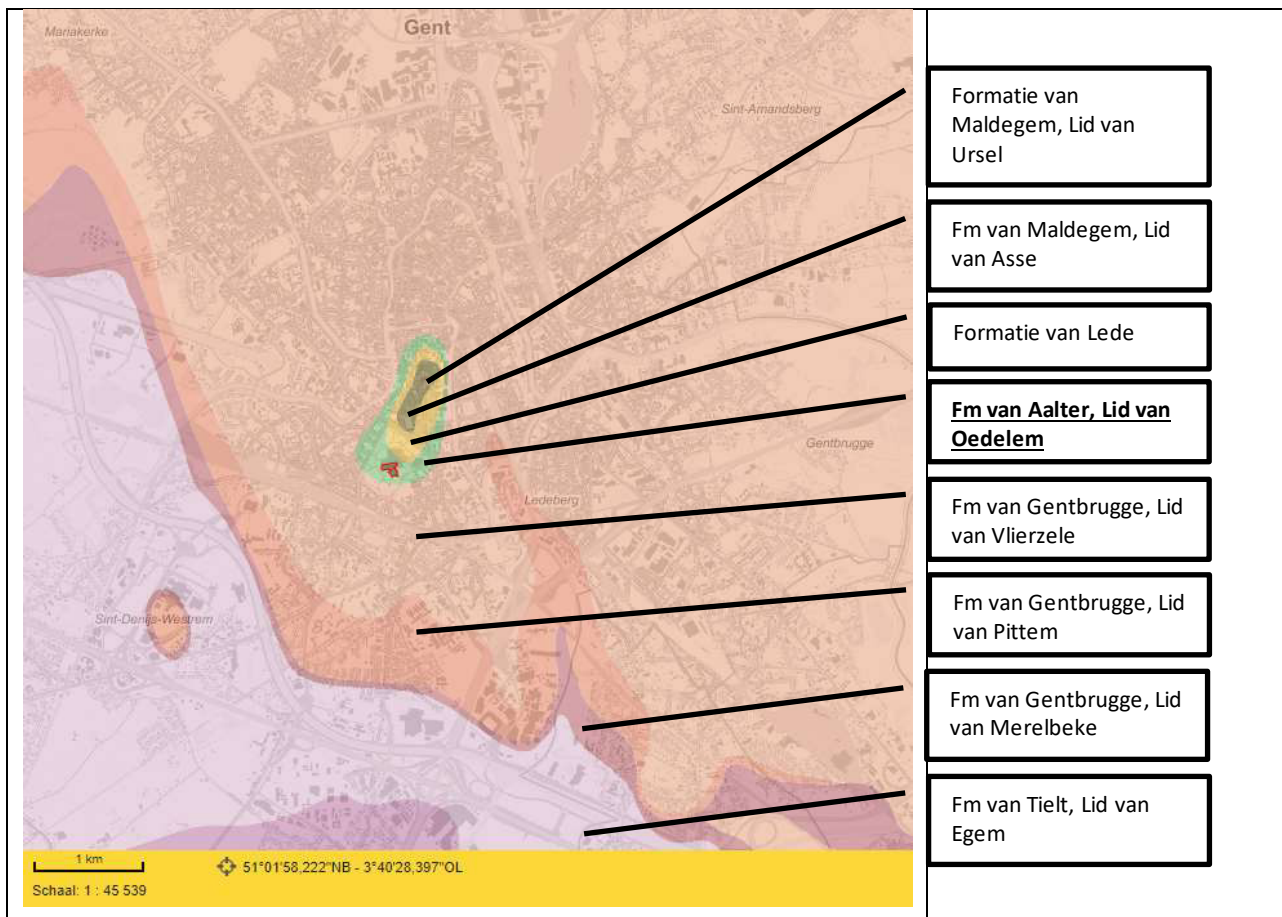 Gent
Mariakerke
Sint-Amandsberg
Gentbrugge
Ledeberg
Sint-Denijs-Westrem
1 km
51°01'58,222"NB - 3°40'28,397"OL
Schaal: 1 : 45 539
Formatie van
Maldegem, Lid van
Ursel
Fm van Maldegem, Lid
van Asse
Formatie van Lede
Fm van Aalter, Lid van
Oedelem
Fm van Gentbrugge, Lid
van Vlierzele
Fm van Gentbrugge, Lid
van Pittem
Fm van Gentbrugge, Lid
van Merelbeke
Fm van Tielt, Lid van
Egem